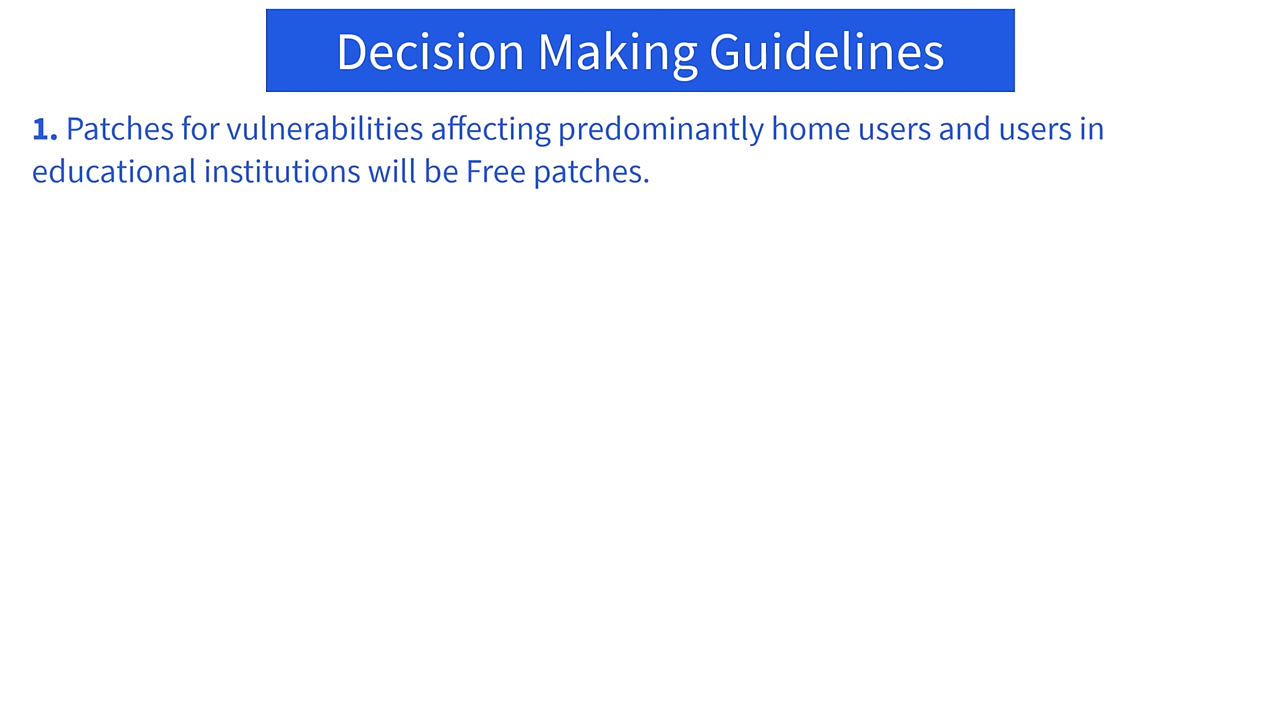 Decision Making Guidelines
1. Patches for vulnerabilities affecting predominantly home users and users in
educational institutions will be Free patches.